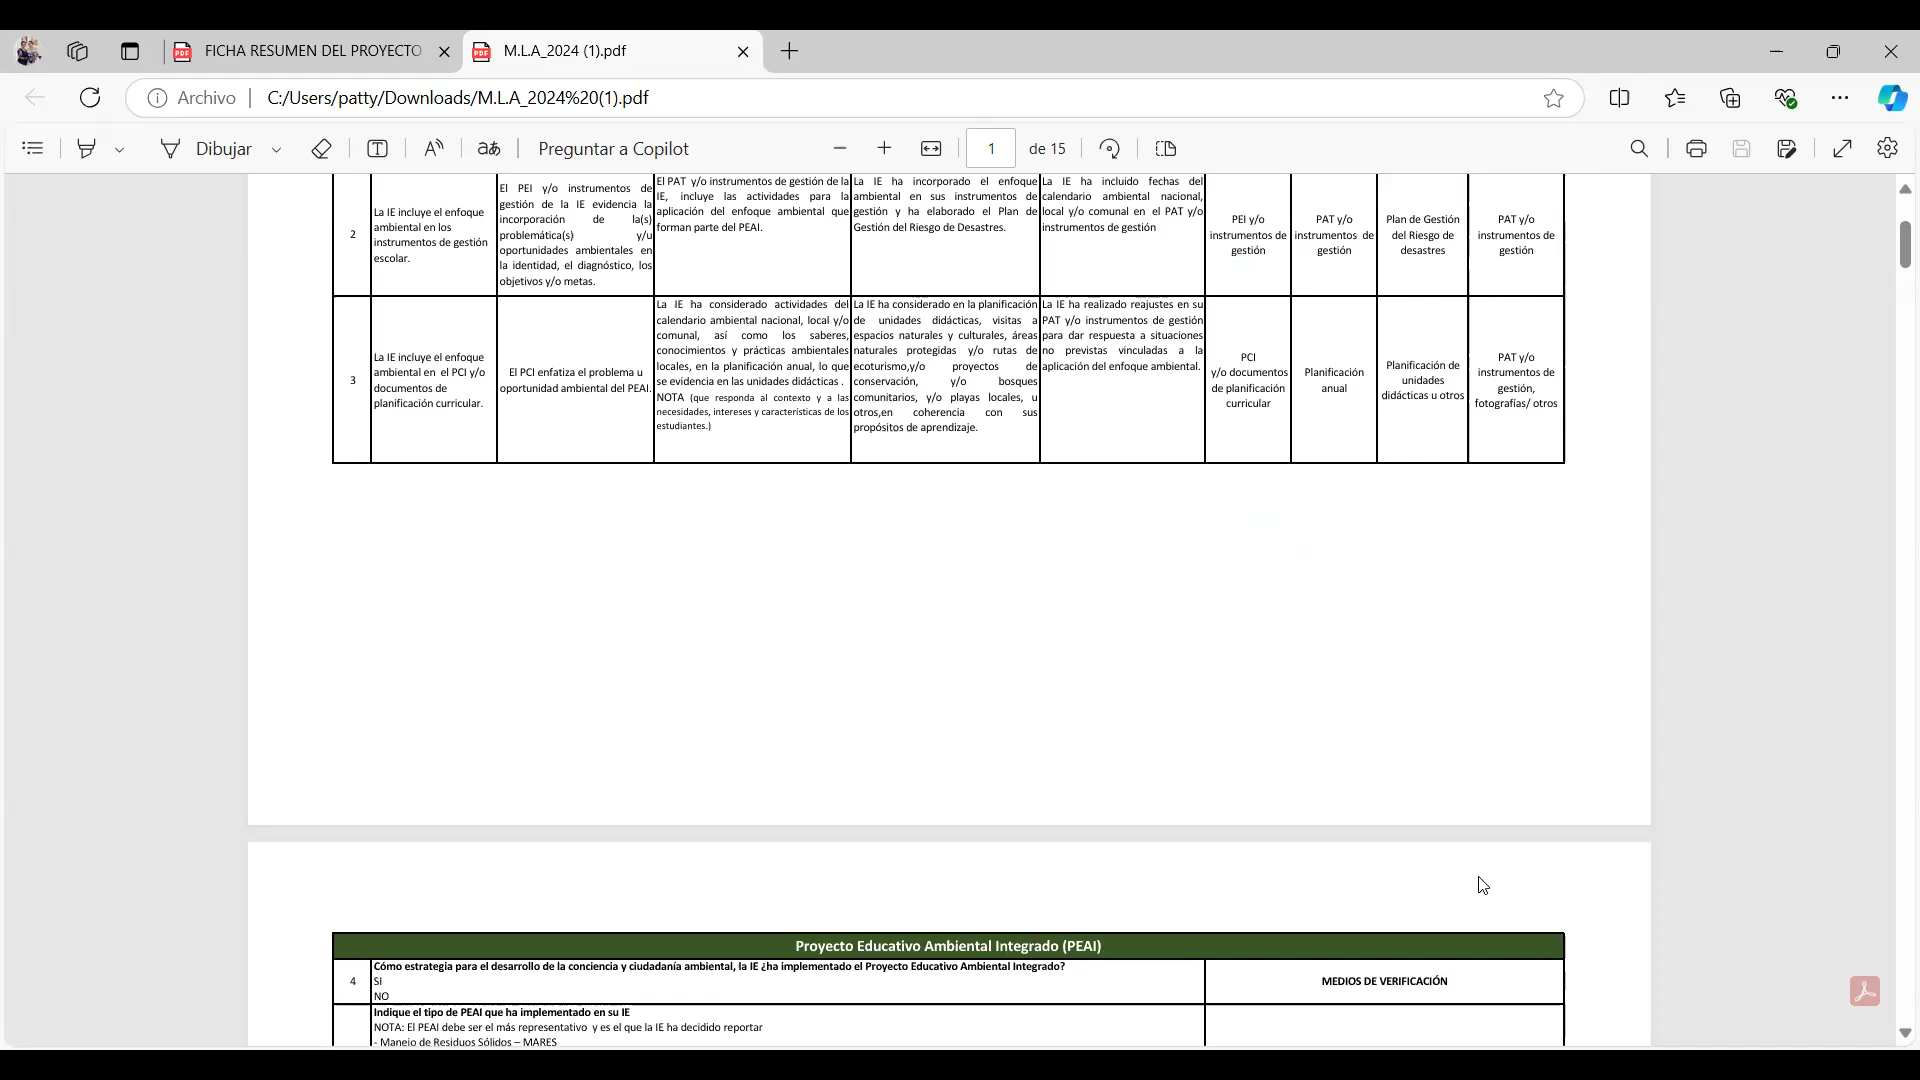 FICHA RESUMEN DEL PROYECTO
M.L.A_2024 (1).pdf
Archivo
C:/Users/patty/Downloads/M.L.A_2024%20(1).pdf
Dibujar
Preguntar a Copilot
1
de 15
2
La IE incluye el enfoque
ambiental en los
instrumentos de gestión
escolar.
El PEI y/o instrumentos de
gestión de la IE evidencia la
incorporación de la(s)
problemática(s) y/u
oportunidades ambientales en
la identidad, el diagnóstico, los
objetivos y/o metas.
El PAT y/o instrumentos de gestión de la
IE, incluye las actividades para la
aplicación del enfoque ambiental que
forman parte del PEAI.
La IE ha incorporado el enfoque
ambiental en sus instrumentos de
gestión y ha elaborado el Plan de
Gestión del Riesgo de Desastres.
La IE ha incluido fechas del
calendario ambiental nacional,
local y/o comunal en el PAT y/o
instrumentos de gestión
PEI y/o
instrumentos de
gestión
PAT y/o
instrumentos de
gestión
Plan de Gestión
del Riesgo de
desastres
PAT y/o
instrumentos de
gestión
3
La IE incluye el enfoque
ambiental en el PCI y/o
documentos de
planificación curricular.
El PCI enfatiza el problema u
oportunidad ambiental del PEAI.
La IE ha considerado actividades del
calendario ambiental nacional, local y/o
comunal, así como los saberes,
conocimientos y prácticas ambientales
locales, en la planificación anual, lo que
se evidencia en las unidades didácticas .
NOTA (que responda al contexto y a las
necesidades, intereses y características de los
estudiantes.)
La IE ha considerado en la planificación
de unidades didácticas, visitas a
espacios naturales y culturales, áreas
naturales protegidas y/o rutas de
ecoturismo,y/o proyectos de
conservación, y/o bosques
comunitarios, y/o playas locales, u
otros,en coherencia con sus
propósitos de aprendizaje.
La IE ha realizado reajustes en su
PAT y/o instrumentos de gestión
para dar respuesta a situaciones
no previstas vinculadas a la
aplicación del enfoque ambiental.
PCI
y/o documentos
de planificación
curricular
Planificación
anual
Planificación de
unidades
didácticas u otros
PAT y/o
instrumentos de
gestión,
fotografías/ otros
Proyecto Educativo Ambiental Integrado (PEAI)
4
Cómo estrategia para el desarrollo de la conciencia y ciudadanía ambiental, la IE ¿ha implementado el Proyecto Educativo Ambiental Integrado?
SI
NO
MEDIOS DE VERIFICACIÓN
Indique el tipo de PEAI que ha implementado en su IE
NOTA: El PEAI debe ser el más representativo y es el que la IE ha decidido reportar
- Manejo de Residuos Sólidos – MARES